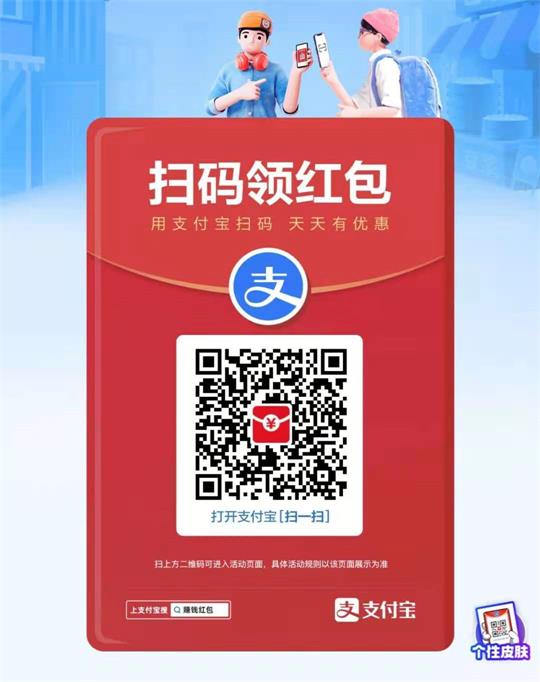 扫码领红包
用支付宝扫码 天天有优惠
支
打开支付宝[扫一扫]
扫上方二维码可进入活动页面，具体活动规则以该页面展示为准
上支付宝搜 赚钱红包
支付宝
个性皮肤